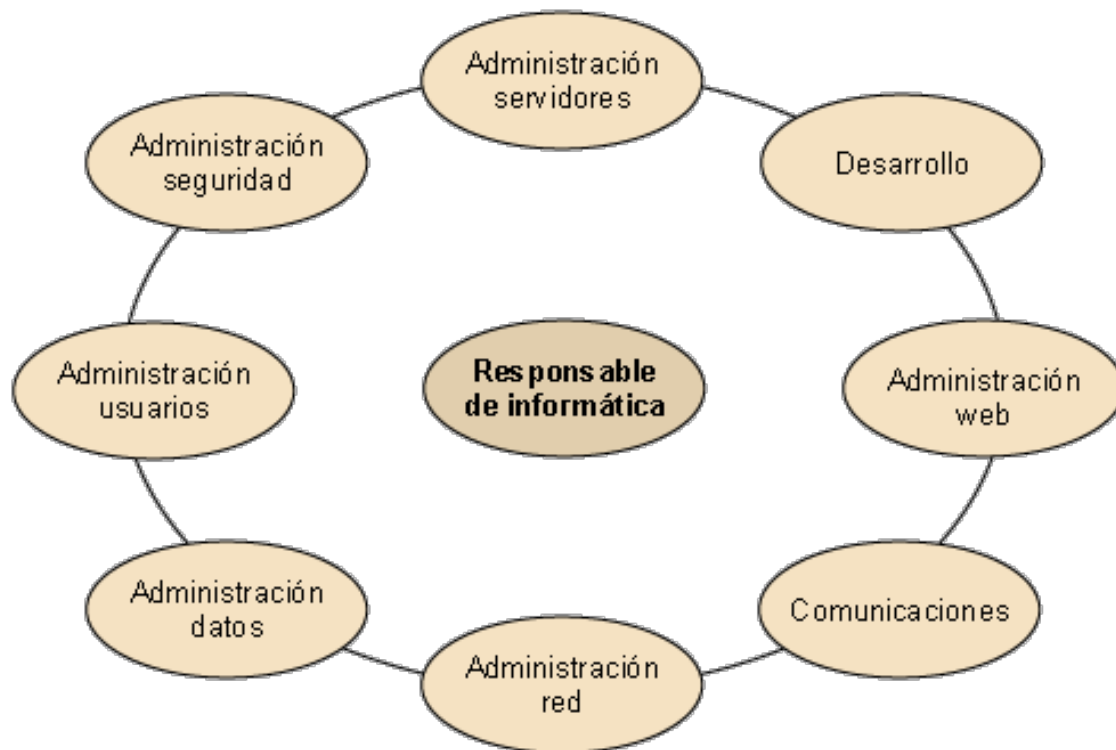 Administración
servidores
Administración
seguridad
Desarrollo
Administración
usuarios
Responsable
de informática
Administración
web
Administración
datos
Comunicaciones
Administración
red